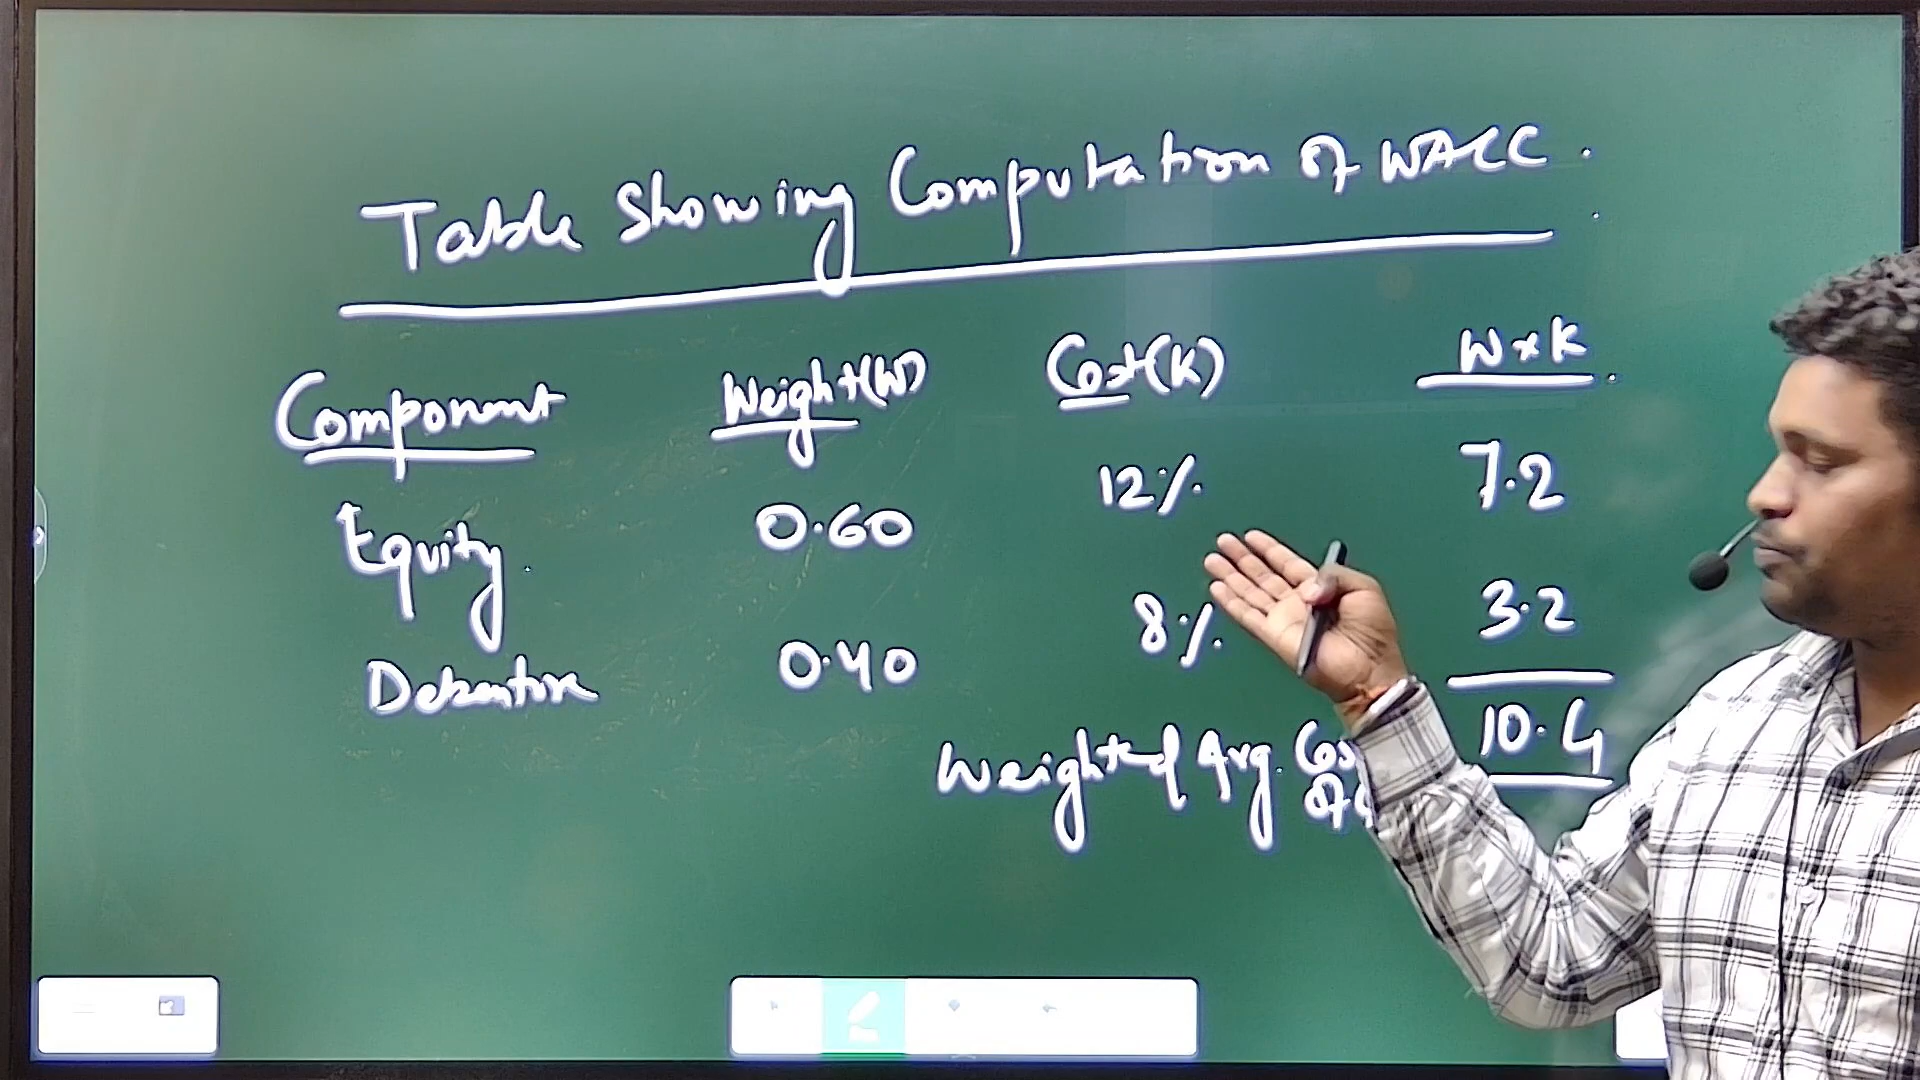 Table Showing Computation of WACC.
Component Weight(W) Cost(K) W×K
Equity 0.60 12% 7.2
Debenture 0.40 8% 3.2
Weighted Avg. 10.4
of